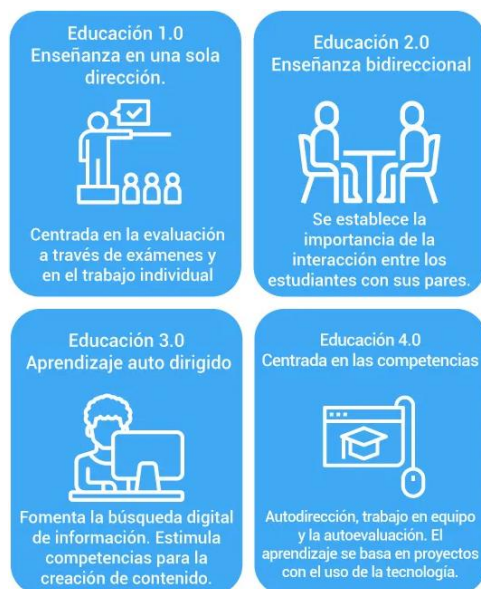 Educación 1.0
Enseñanza en una sola
dirección.
Centrada en la evaluación
a través de exámenes y
en el trabajo individual
Educación 2.0
Enseñanza bidireccional
Se establece la
importancia de la
interacción entre los
estudiantes con sus pares.
Educación 3.0
Aprendizaje auto dirigido
Fomenta la búsqueda digital
de información. Estimula
competencias para la
creación de contenido.
Educación 4.0
Centrada en las competencias
Autodirección, trabajo en equipo
y la autoevaluación. El
aprendizaje se basa en proyectos
con el uso de la tecnología.